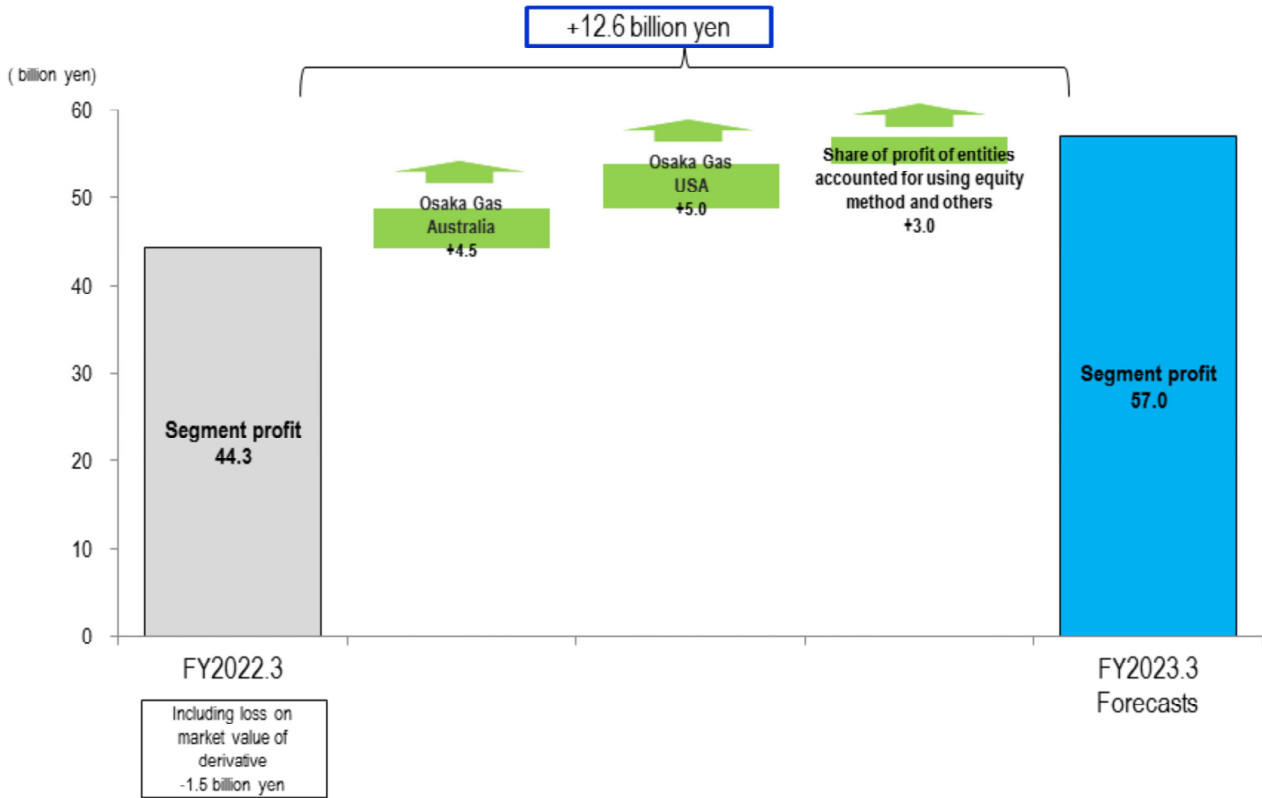 +12.6 billion yen
( billion yen)
60
50
40
30
20
10
0
Osaka Gas
Australia
+4.5
Osaka Gas
USA
+5.0
Share of profit of entities
accounted for using equity
method and others
+3.0
Segment profit
44.3
Segment profit
57.0
FY2022.3
FY2023.3
Forecasts
Including loss on
market value of
derivative
-1.5 billion yen